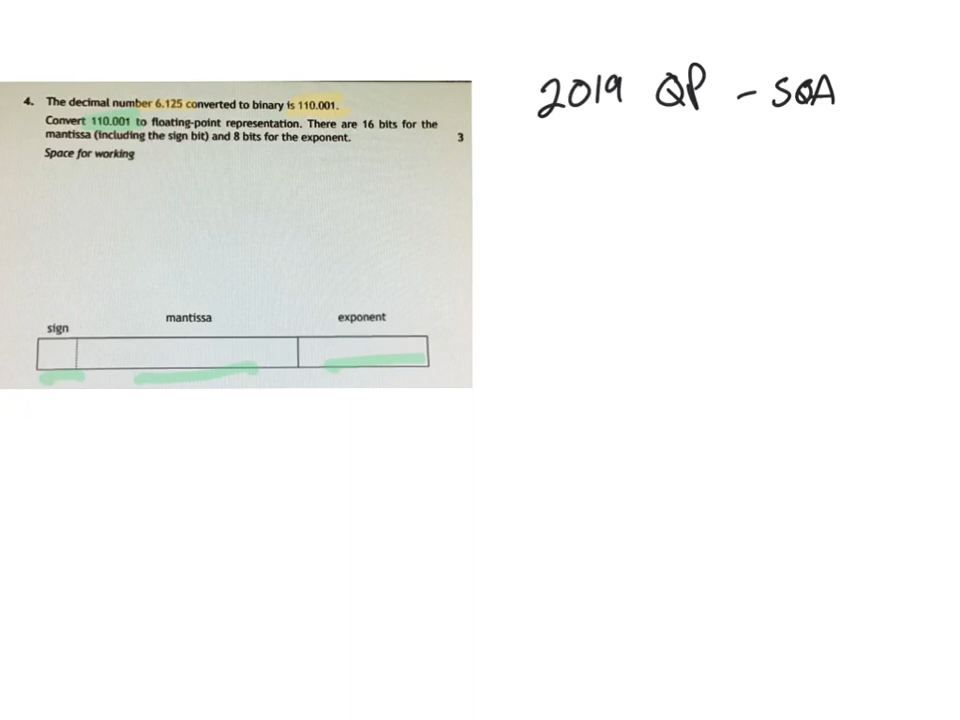 4. The decimal number 6.125 converted to binary is 110.001.
Convert 110.001 to floating-point representation. There are 16 bits for the
mantissa (including the sign bit) and 8 bits for the exponent. 3
Space for working
sign mantissa exponent
2019 QP - SQA